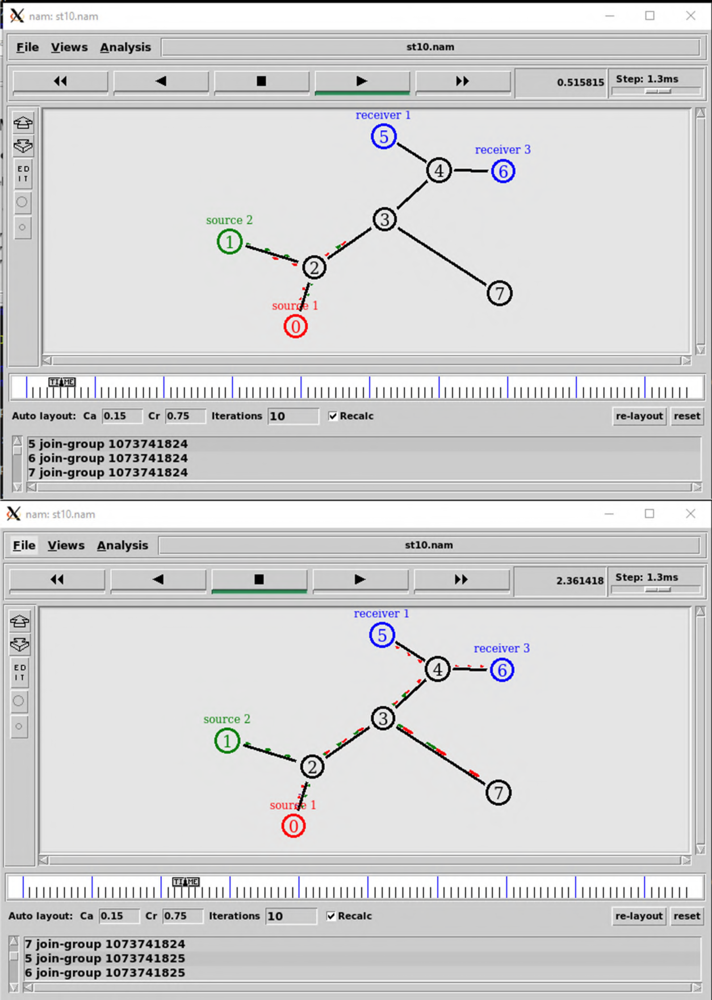 nam: st10.nam
File Views Analysis st10.nam
0.515815 Step: 1.3ms
receiver 1
5
receiver 3
4
6
ED
IT
source 2
3
1
2
7
source 1
0
TIME
Auto layout: Ca 0.15 Cr 0.75 Iterations 10 Recalc re-layout reset
5 join-group 1073741824
6 join-group 1073741824
7 join-group 1073741824
nam: st10.nam
File Views Analysis st10.nam
2.361418 Step: 1.3ms
receiver 1
5
receiver 3
4
6
ED
IT
source 2
3
1
2
7
source 1
0
TIME
Auto layout: Ca 0.15 Cr 0.75 Iterations 10 Recalc re-layout reset
7 join-group 1073741824
5 join-group 1073741825
6 join-group 1073741825